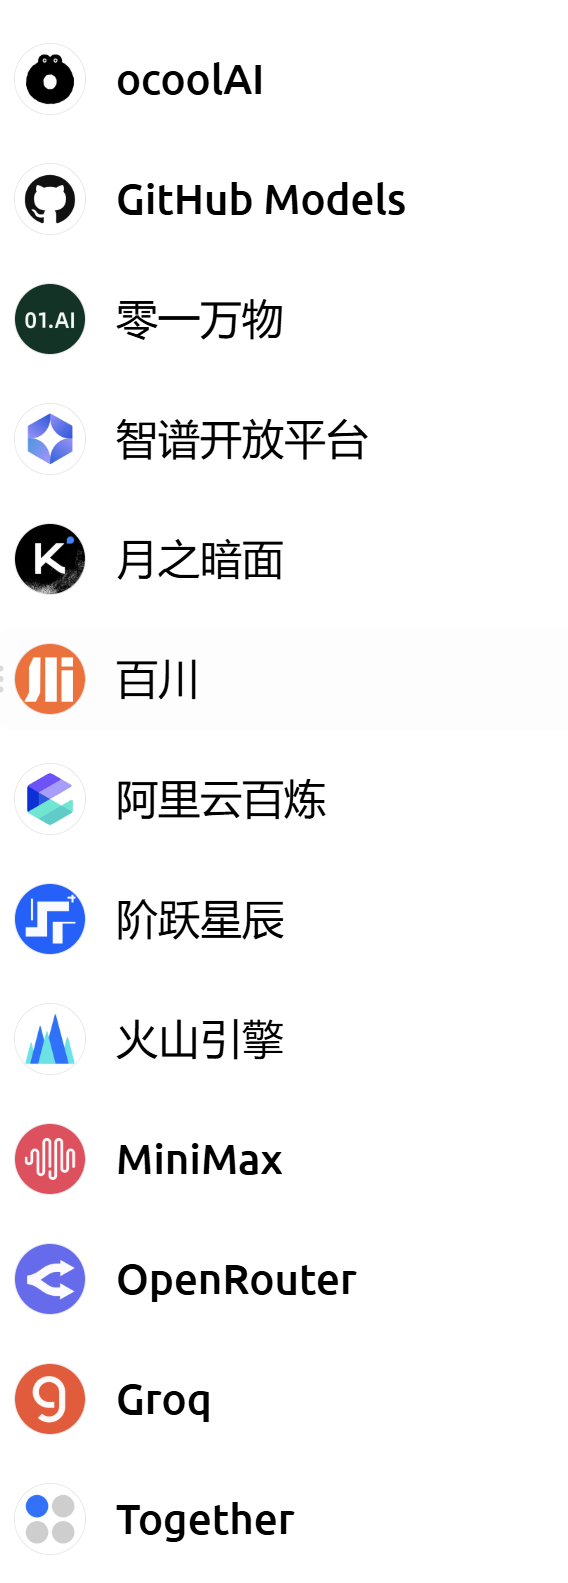 ocoolAI
GitHub Models
01.AI
零一万物
智谱开放平台
月之暗面
百川
阿里云百炼
阶跃星辰
火山引擎
MiniMax
OpenRouter
Groq
Together